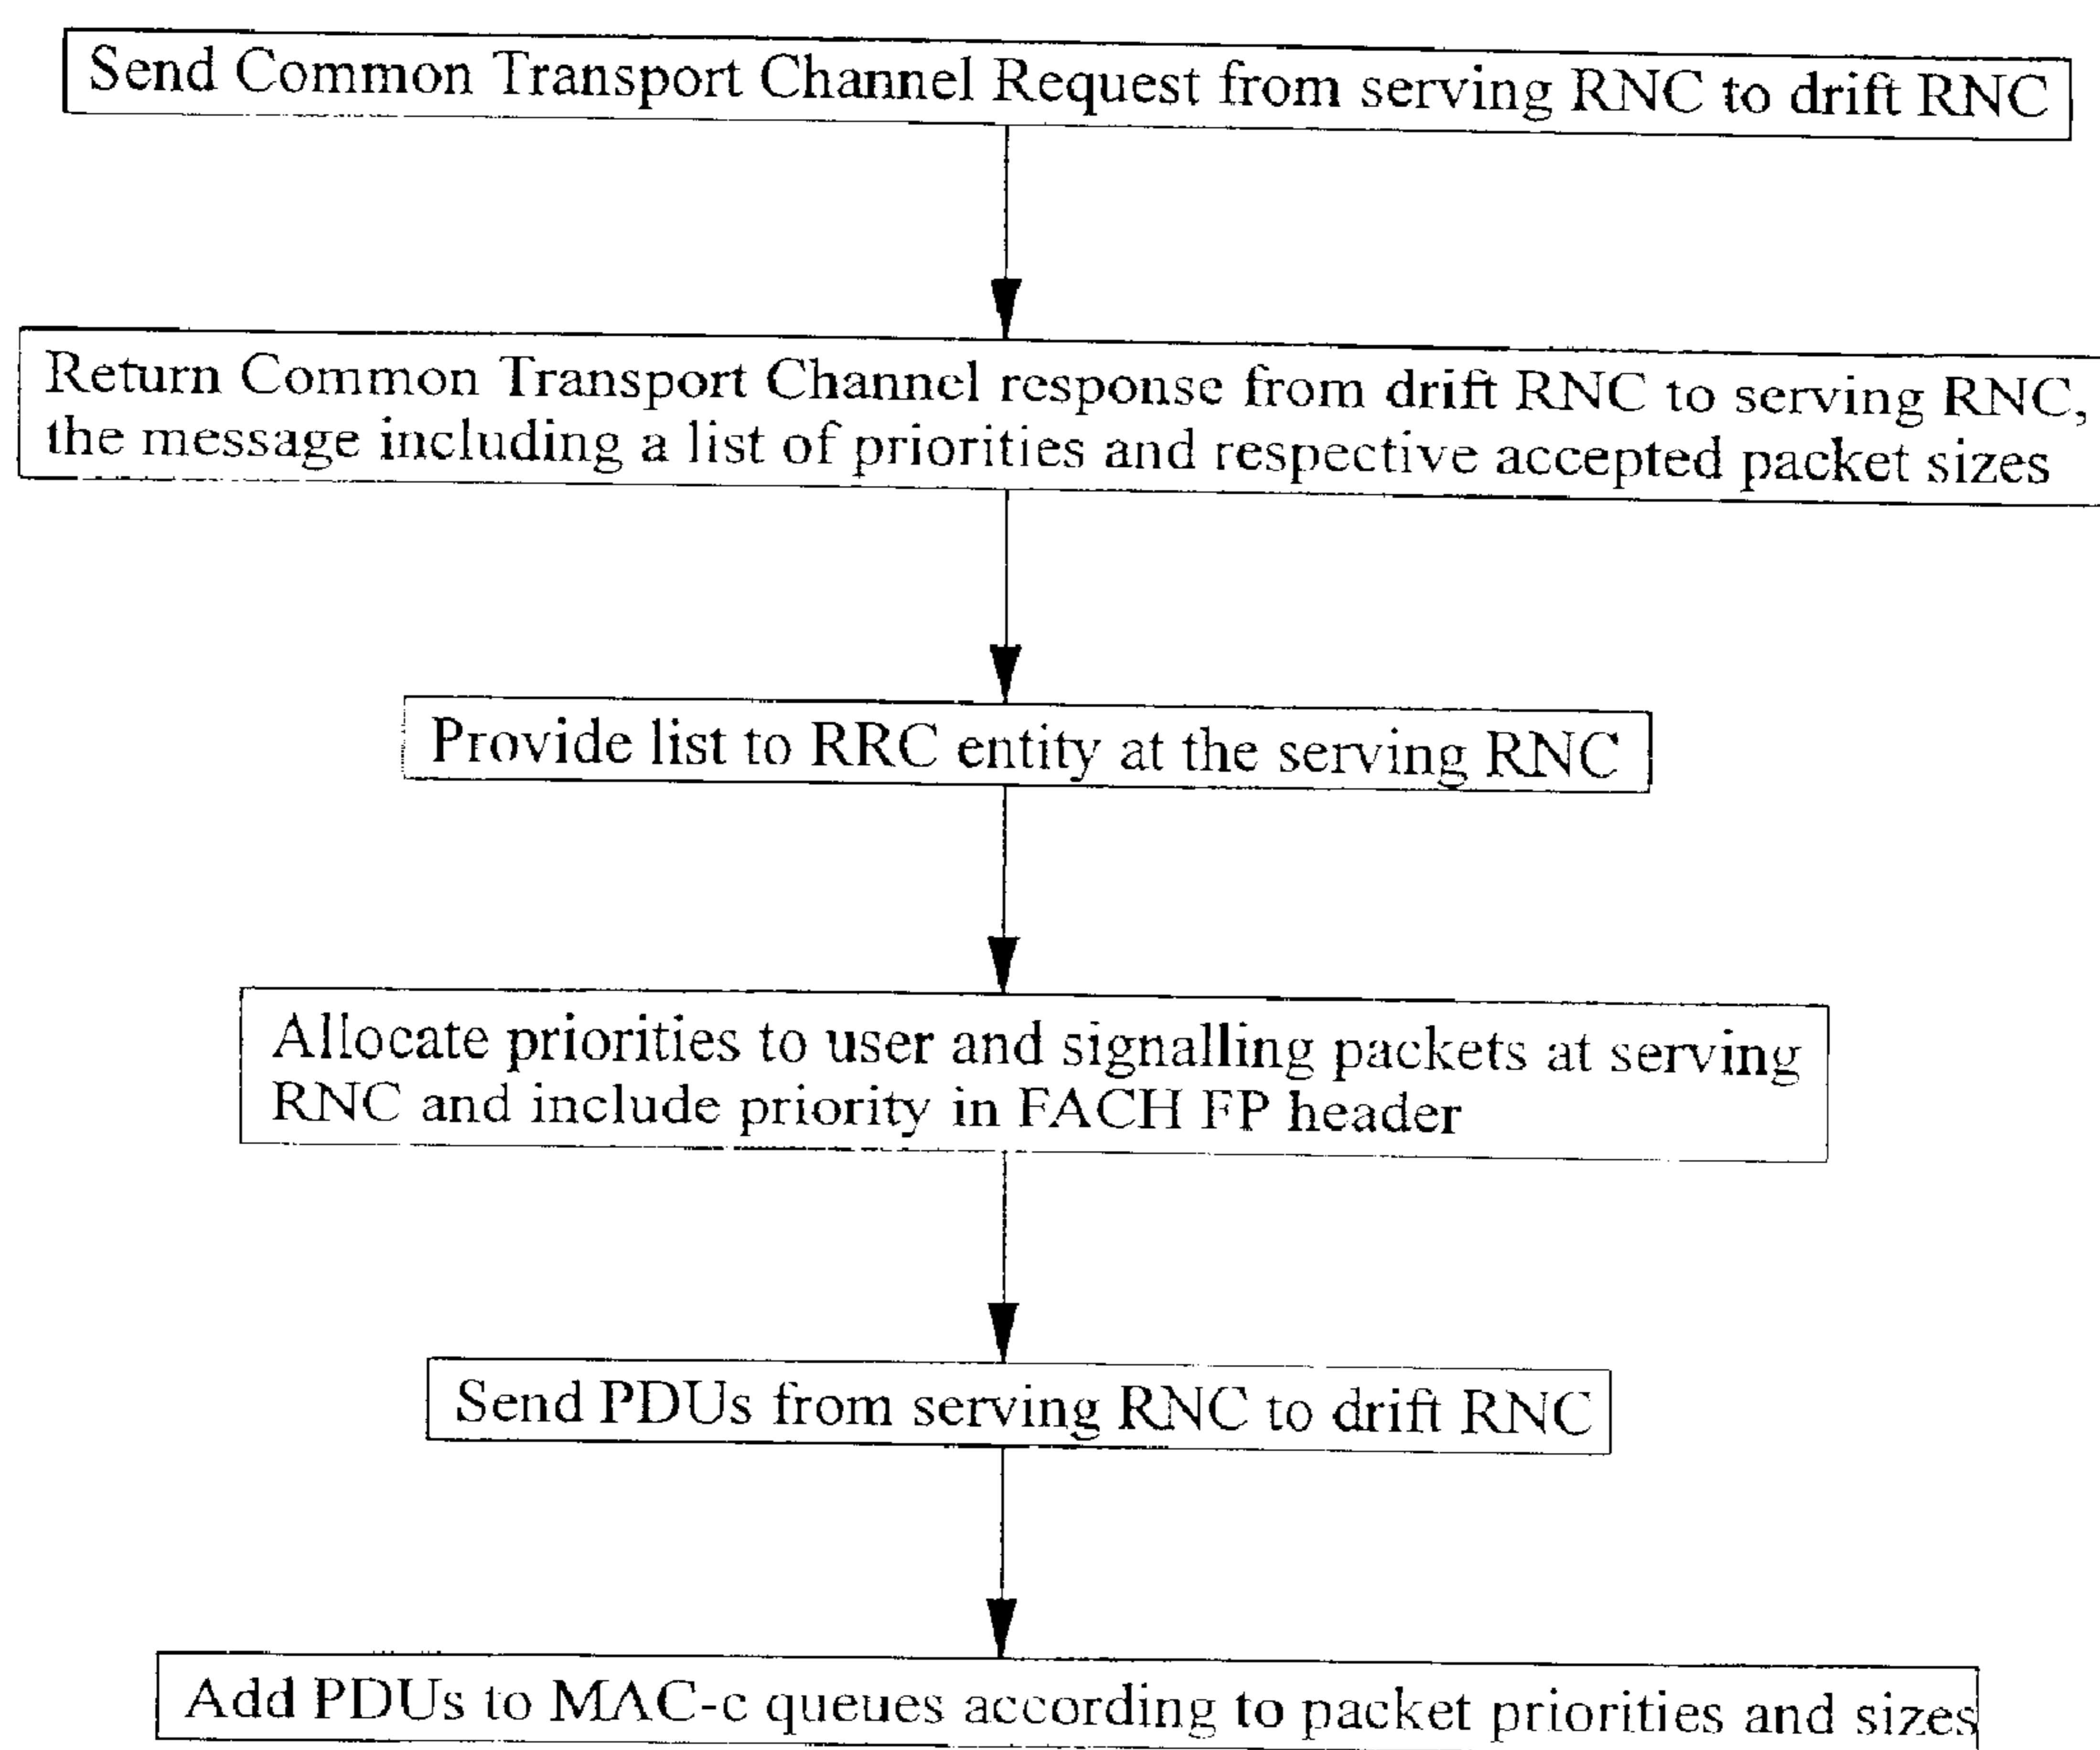 Send Common Transport Channel Request from serving RNC to drift RNC
Return Common Transport Channel response from drift RNC to serving RNC,
the message including a list of priorities and respective accepted packet sizes
Provide list to RRC entity at the serving RNC
Allocate priorities to user and signalling packets at serving
RNC and include priority in FACH FP header
Send PDUs from serving RNC to drift RNC
Add PDUs to MAC-c queues according to packet priorities and sizes